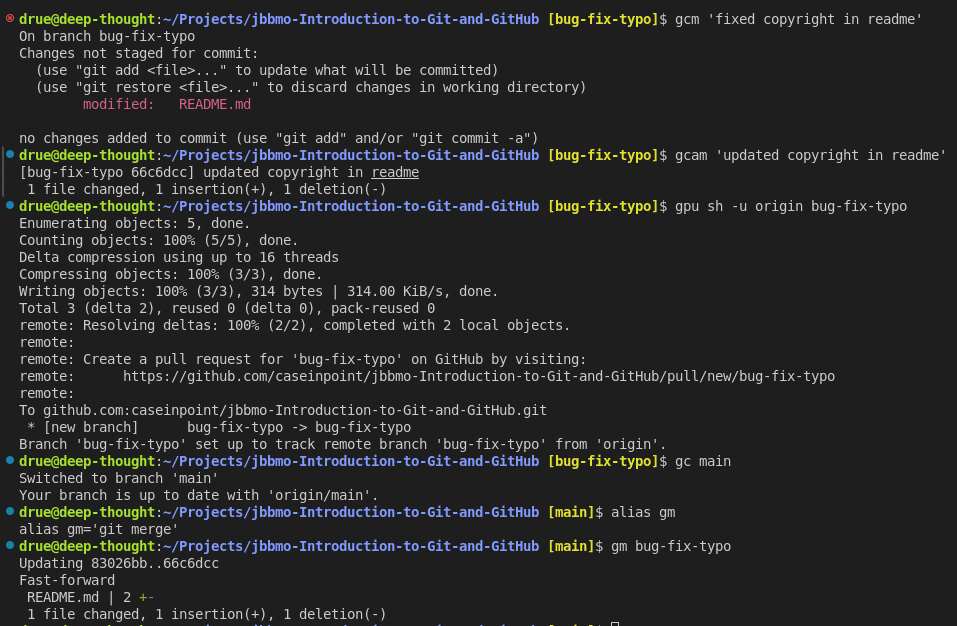 drue@deep-thought:~/Projects/jbbmo-Introduction-to-Git-and-GitHub [bug-fix-typo]$ gcm 'fixed copyright in readme'
On branch bug-fix-typo
Changes not staged for commit:
  (use "git add <file>..." to update what will be committed)
  (use "git restore <file>..." to discard changes in working directory)
        modified:   README.md

no changes added to commit (use "git add" and/or "git commit -a")
drue@deep-thought:~/Projects/jbbmo-Introduction-to-Git-and-GitHub [bug-fix-typo]$ gcam 'updated copyright in readme'
[bug-fix-typo 66c6dcc] updated copyright in readme
 1 file changed, 1 insertion(+), 1 deletion(-)
drue@deep-thought:~/Projects/jbbmo-Introduction-to-Git-and-GitHub [bug-fix-typo]$ gpu sh -u origin bug-fix-typo
Enumerating objects: 5, done.
Counting objects: 100% (5/5), done.
Delta compression using up to 16 threads
Compressing objects: 100% (3/3), done.
Writing objects: 100% (3/3), 314 bytes | 314.00 KiB/s, done.
Total 3 (delta 2), reused 0 (delta 0), pack-reused 0
remote: Resolving deltas: 100% (2/2), completed with 2 local objects.
remote:
remote: Create a pull request for 'bug-fix-typo' on GitHub by visiting:
remote:      https://github.com/caseinpoint/jbbmo-Introduction-to-Git-and-GitHub/pull/new/bug-fix-typo
remote:
To github.com:caseinpoint/jbbmo-Introduction-to-Git-and-GitHub.git
 * [new branch]      bug-fix-typo -> bug-fix-typo
Branch 'bug-fix-typo' set up to track remote branch 'bug-fix-typo' from 'origin'.
drue@deep-thought:~/Projects/jbbmo-Introduction-to-Git-and-GitHub [bug-fix-typo]$ gc main
Switched to branch 'main'
Your branch is up to date with 'origin/main'.
drue@deep-thought:~/Projects/jbbmo-Introduction-to-Git-and-GitHub [main]$ alias gm
alias gm='git merge'
drue@deep-thought:~/Projects/jbbmo-Introduction-to-Git-and-GitHub [main]$ gm bug-fix-typo
Updating 83026bb..66c6dcc
Fast-forward
 README.md | 2 +-
 1 file changed, 1 insertion(+), 1 deletion(-)